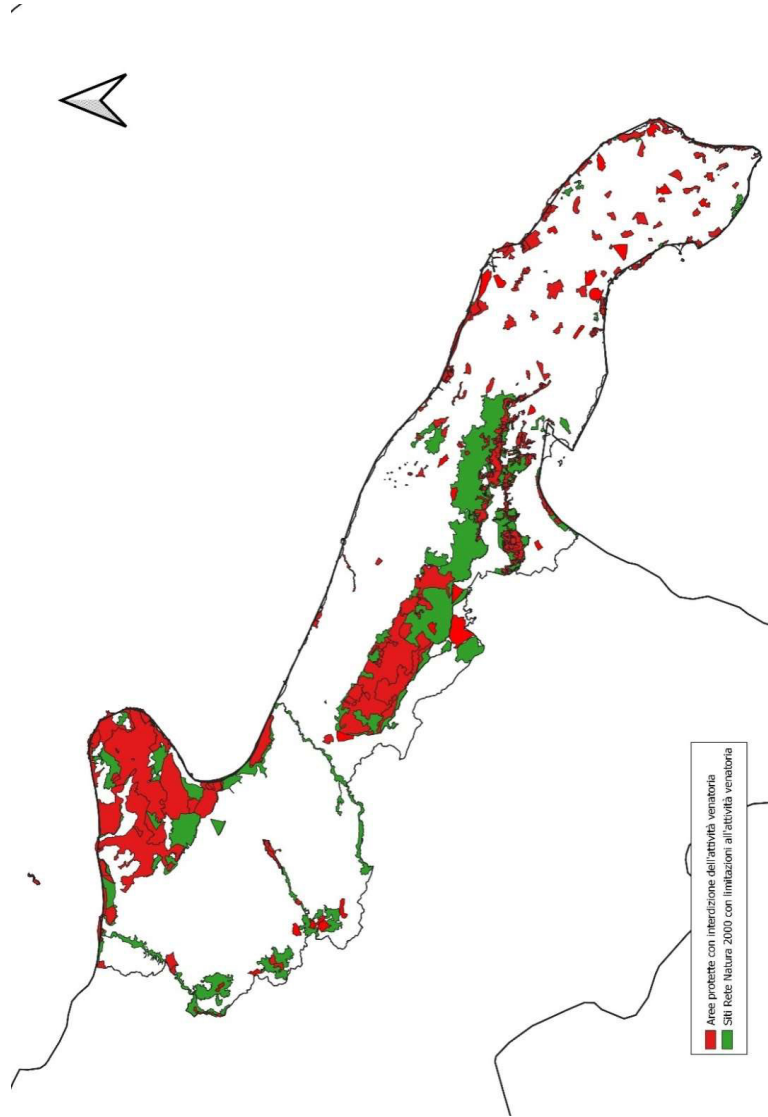 Aree protette con interdizione dell'attività venatoria
Siti Rete Natura 2000 con limitazioni all'attività venatoria